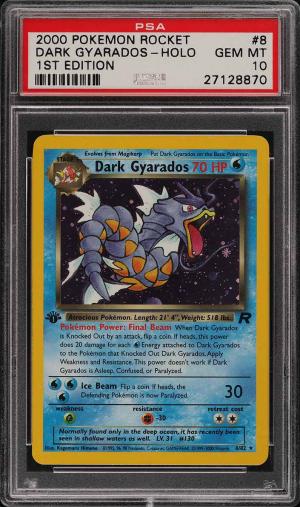 PSA
2000 POKEMON ROCKET #8
DARK GYARADOS-HOLO GEM MT
1ST EDITION 10
27128870
Evolves from Magikarp Put Dark Gyarados on the Basic Pokémon
STAGE 1
Dark Gyarados 70 HP
Atrocious Pokémon. Length: 21' 4", Weight: 518 lbs.
Pokémon Power: Final Beam When Dark Gyarados
is Knocked Out by an attack, flip a coin. If heads, this power
does 20 damage for each Energy attached to Dark Gyarados
to the Pokémon that Knocked Out Dark Gyarados. Apply
Weakness and Resistance. This power doesn't work if Dark
Gyarados is Asleep, Confused, or Paralyzed.
Ice Beam Flip a coin. If heads, the
Defending Pokémon is now Paralyzed.
30
weakness resistance retreat cost
-30
Normally found only in the deep ocean, it has recently been
seen in shallow waters as well. LV. 31 #130
Illus. Kagemaru Himeno
8/82